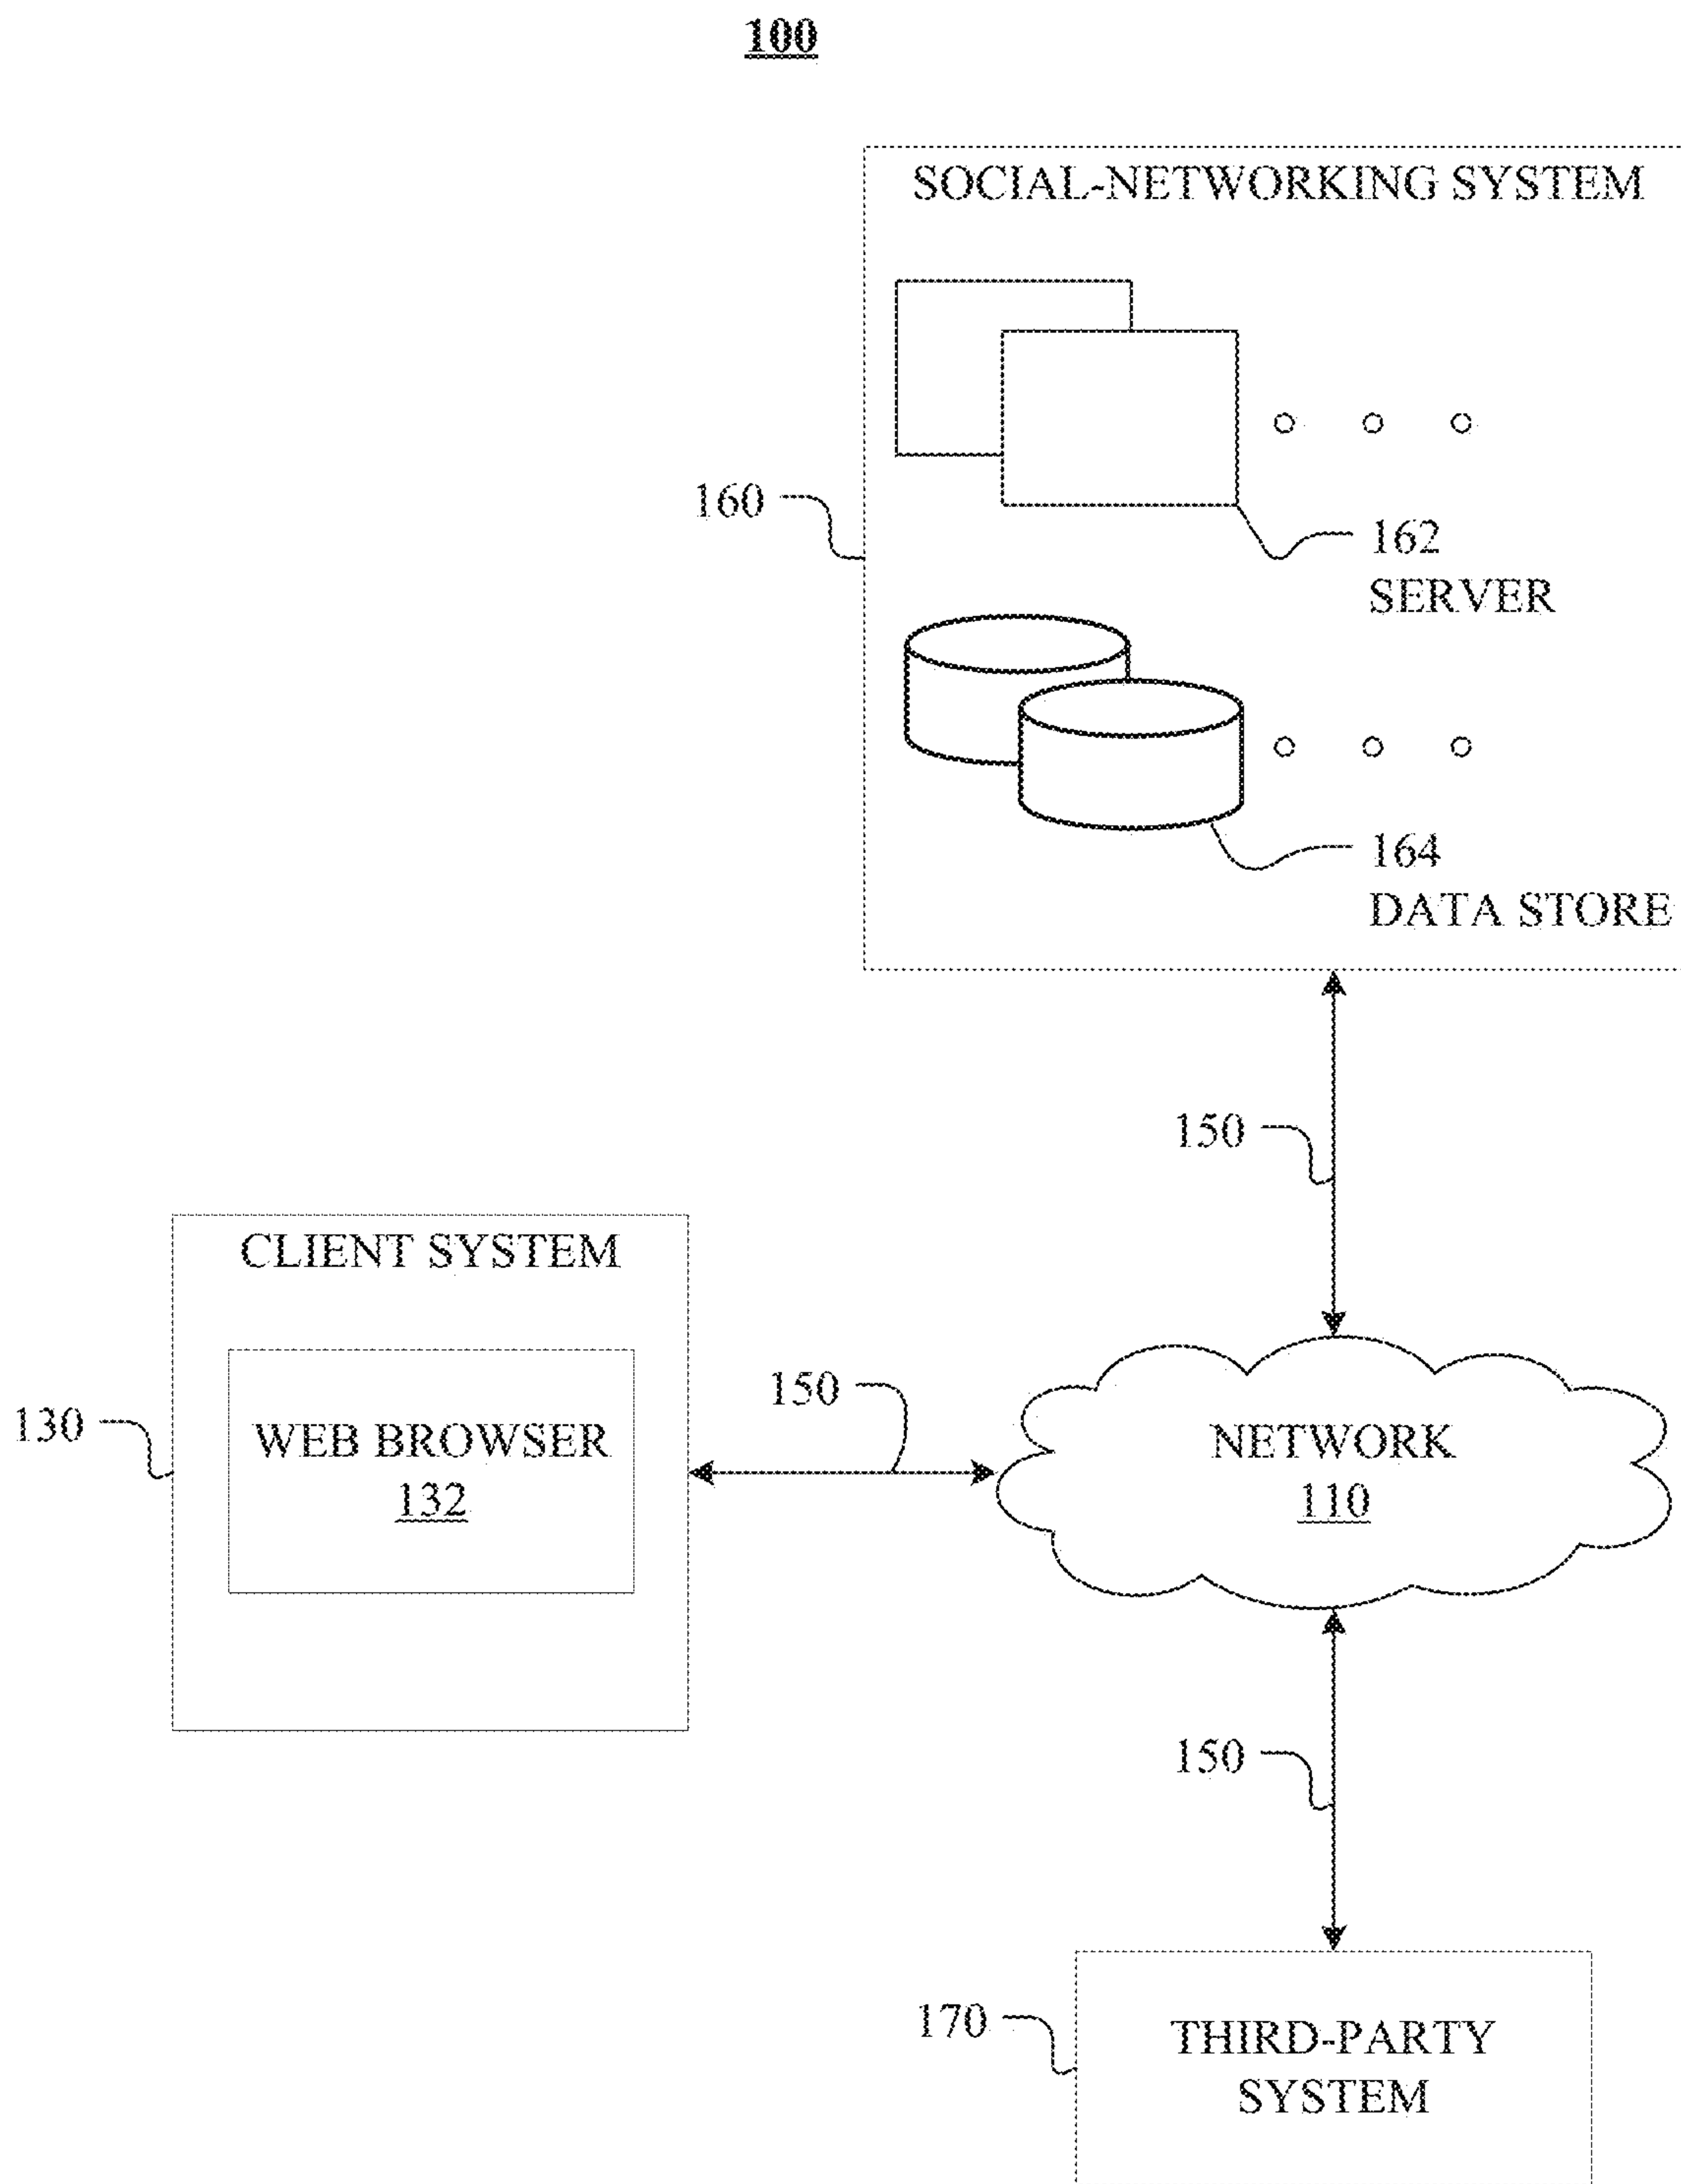 100
SOCIAL-NETWORKING SYSTEM
160
162
SERVER
164
DATA STORE
150
CLIENT SYSTEM
130
WEB BROWSER
132
150
NETWORK
110
150
170
THIRD-PARTY
SYSTEM